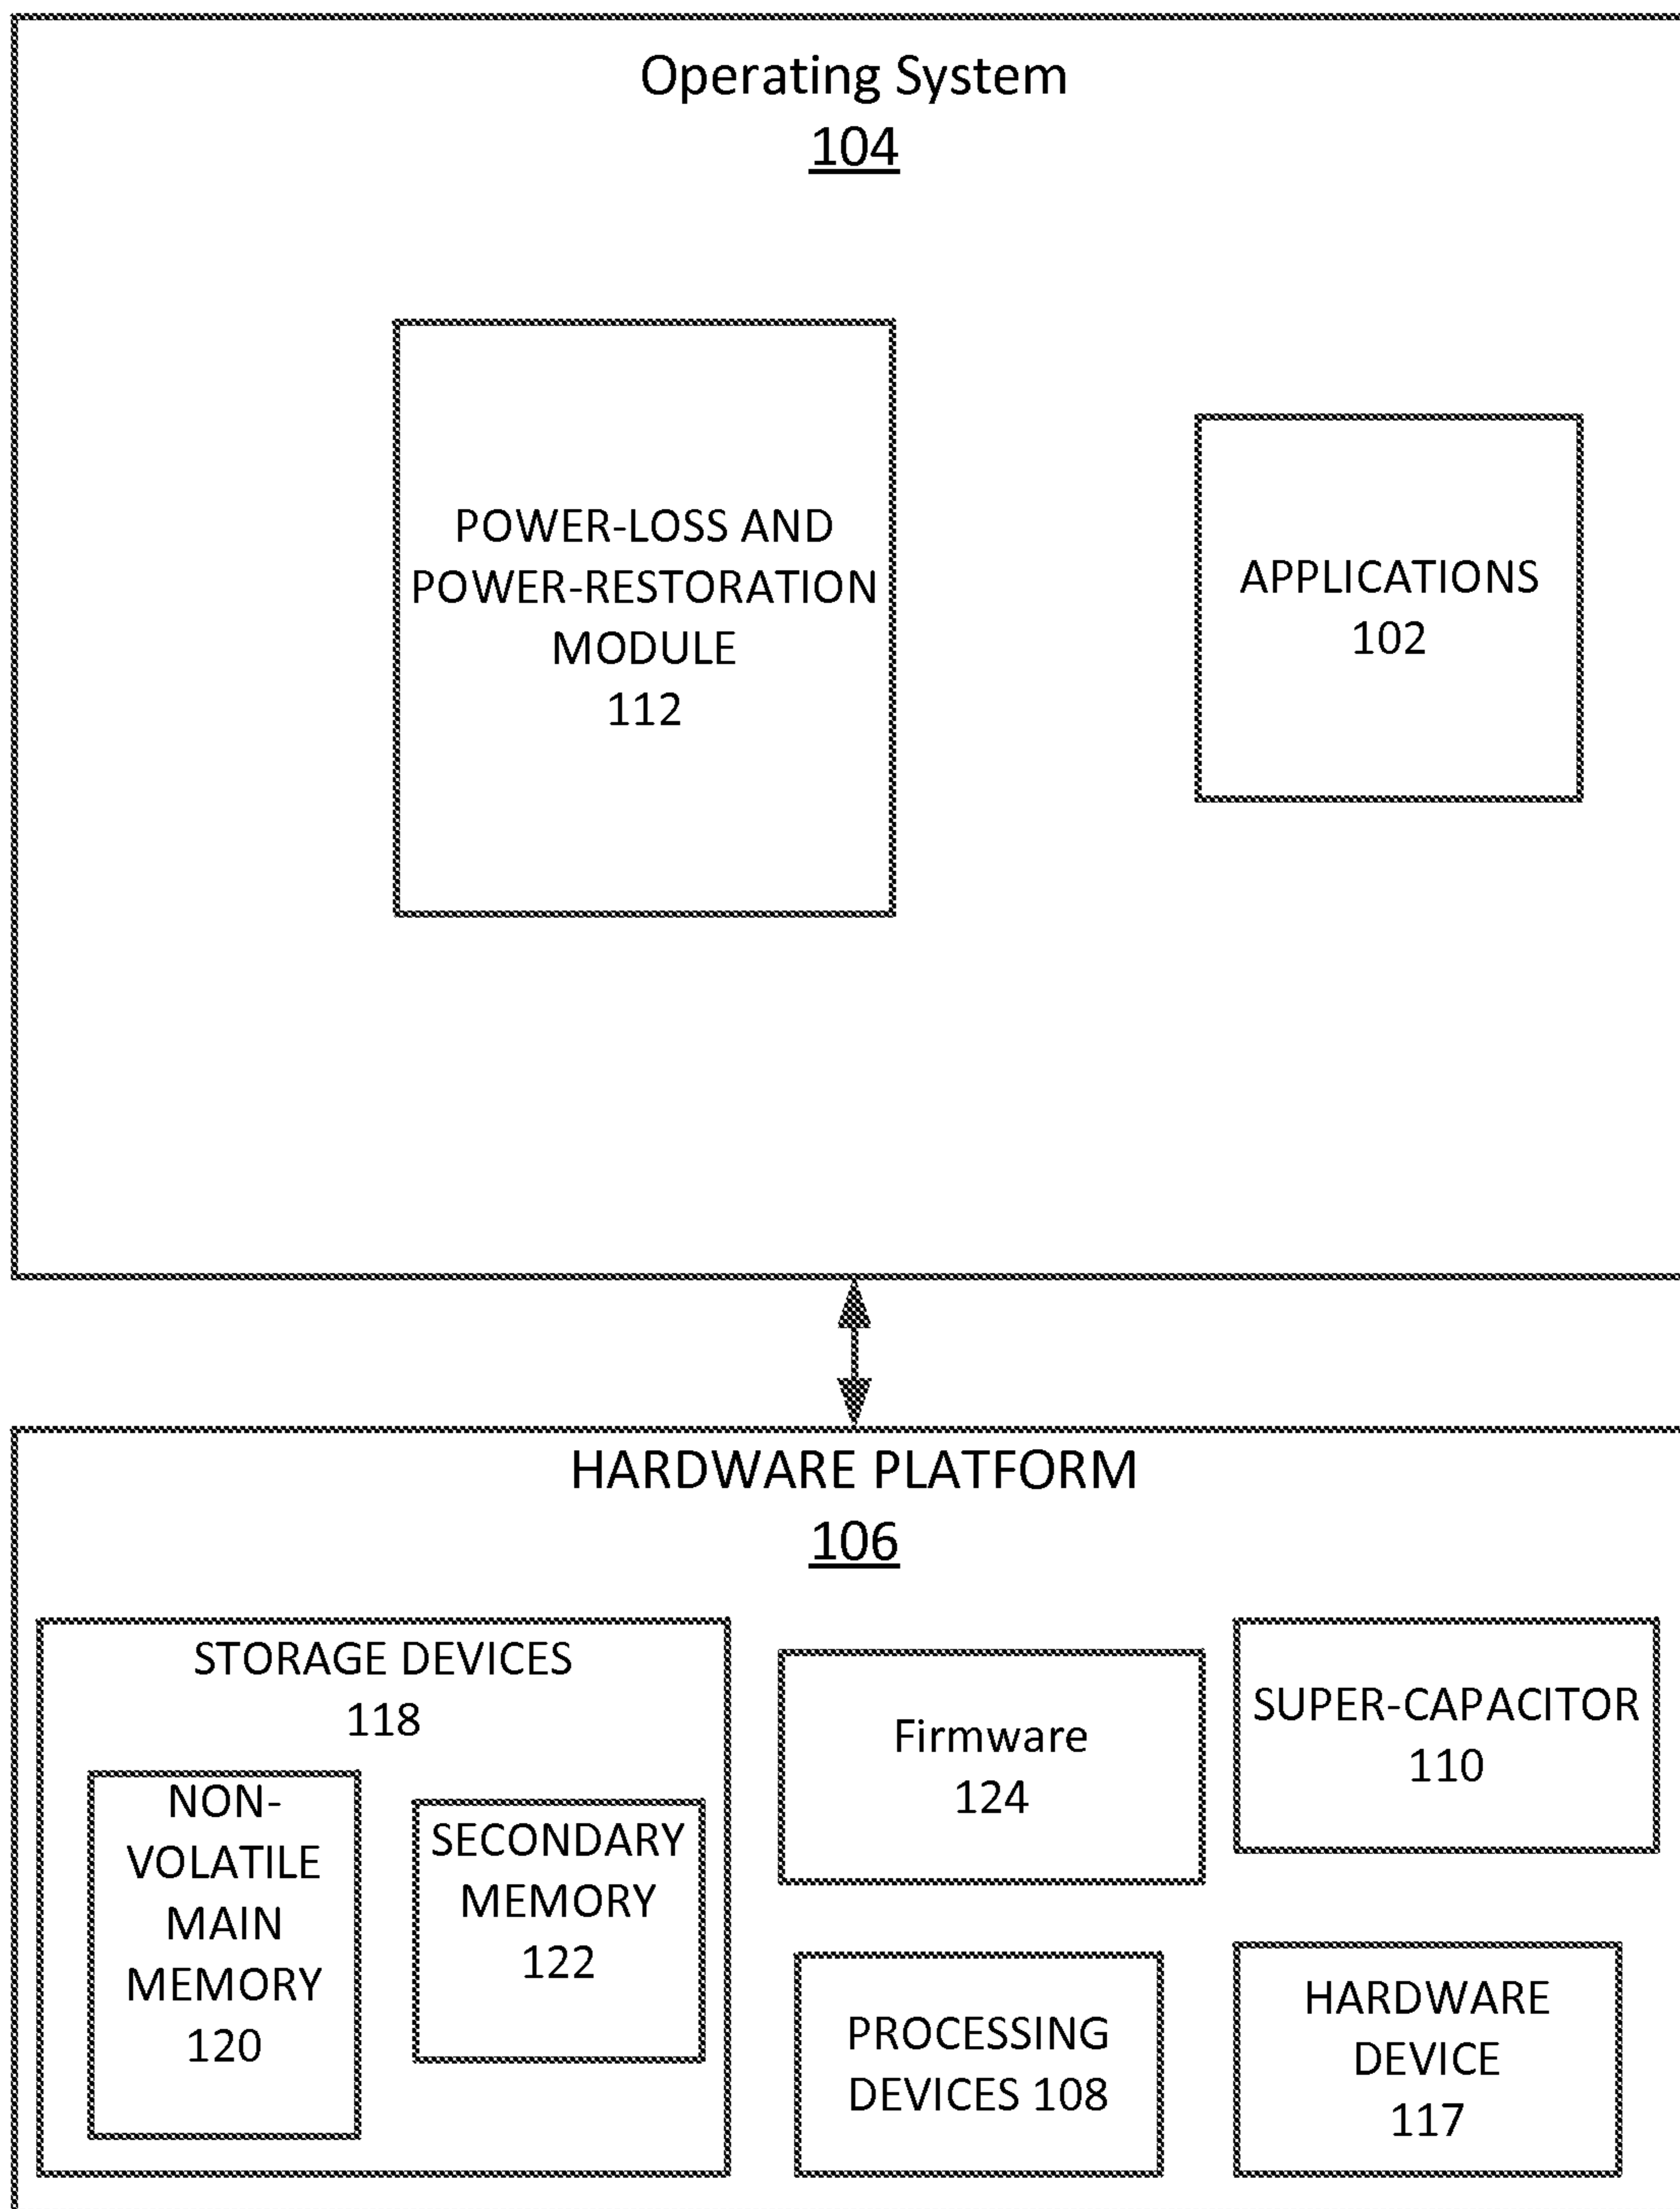 Operating System
104
POWER-LOSS AND
POWER-RESTORATION
MODULE
112
APPLICATIONS
102
HARDWARE PLATFORM
106
STORAGE DEVICES
118
NON-
VOLATILE
MAIN
MEMORY
120
SECONDARY
MEMORY
122
Firmware
124
SUPER-CAPACITOR
110
PROCESSING
DEVICES 108
HARDWARE
DEVICE
117